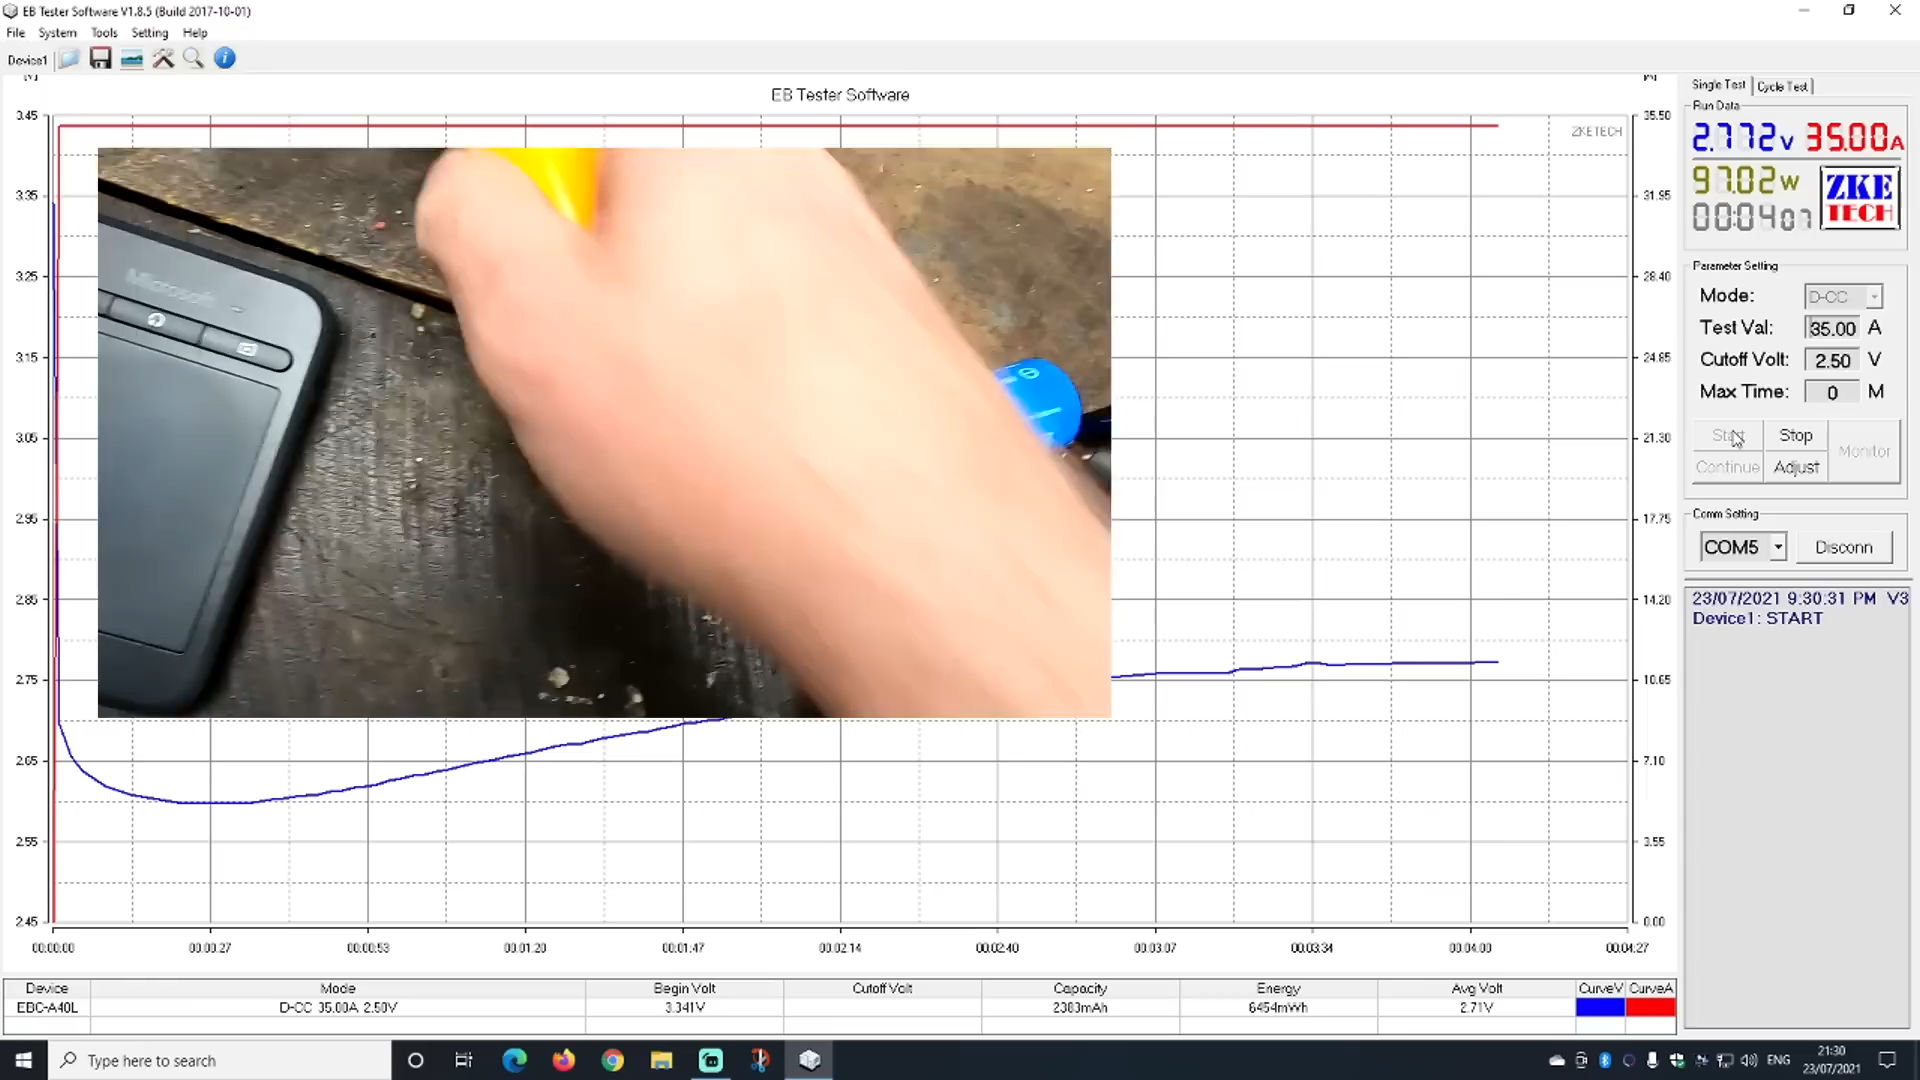 EB Tester Software V1.8.5 (Build 2017-10-01)
File System Tools Setting Help
Device1
[V]
EB Tester Software
[A]
ZKETECH
3.45
3.35
3.25
3.15
3.05
2.95
2.85
2.75
2.65
2.55
2.45
35.50
31.95
28.40
24.85
21.30
17.75
14.20
10.65
7.10
3.55
0.00
00:00:00 00:00:27 00:00:53 00:01:20 00:01:47 00:02:14 00:02:40 00:03:07 00:03:34 00:04:00 00:04:27
Microsoft
Single Test Cycle Test
Run Data
2.772V 35.00A
97.02W
00:04:07
ZKE
TECH
Parameter Setting
Mode: D-CC
Test Val: 35.00 A
Cutoff Volt: 2.50 V
Max Time: 0 M
Start Stop Monitor
Continue Adjust
Comm Setting
COM5 Disconn
23/07/2021 9:30:31 PM V3
Device1: START
Device Mode Begin Volt Cutoff Volt Capacity Energy Avg Volt CurveV CurveA
EBC-A40L D-CC 35.00A 2.50V 3.341V 2383mAh 6454mWh 2.71V
Type here to search
ENG
21:30
23/07/2021